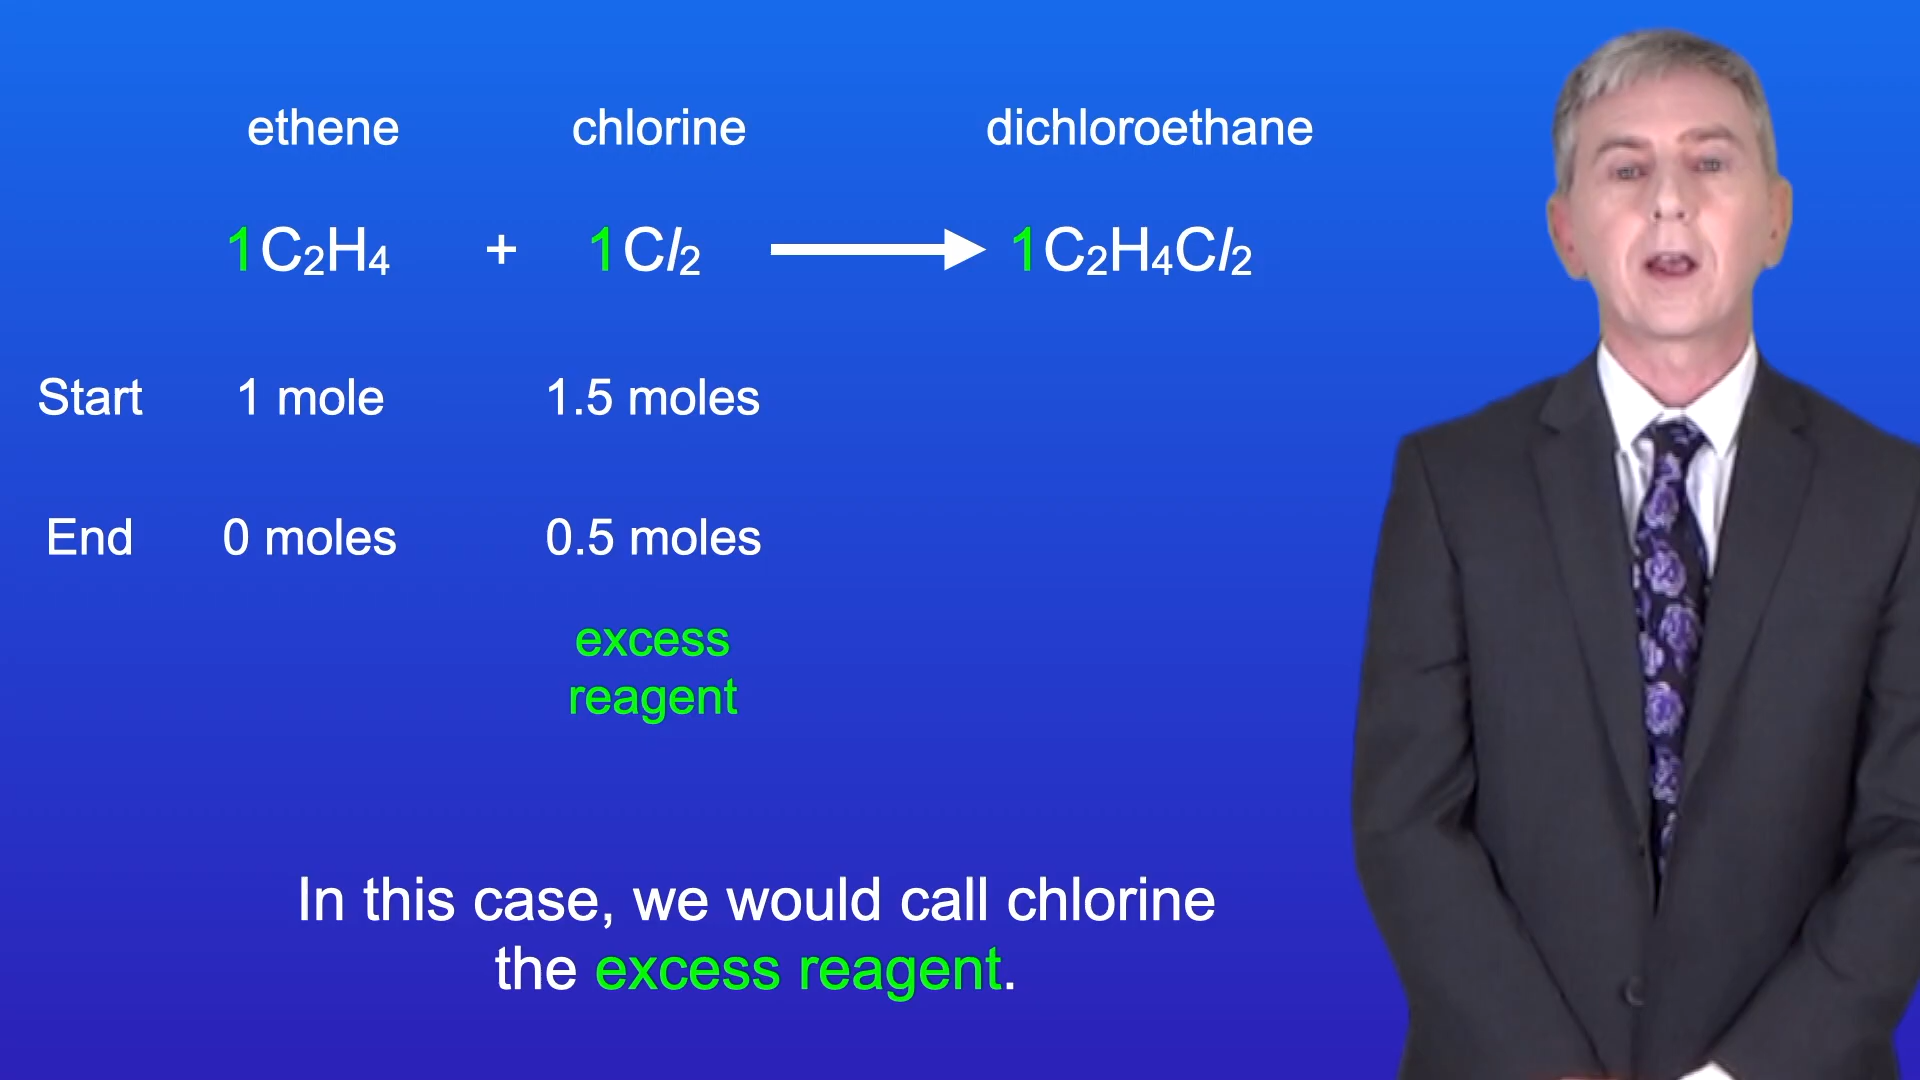 ethene chlorine dichloroethane
1C₂H₄ + 1Cl₂ ⟶ 1C₂H₄Cl₂
Start 1 mole 1.5 moles
End 0 moles 0.5 moles
excess
reagent
In this case, we would call chlorine
the excess reagent.